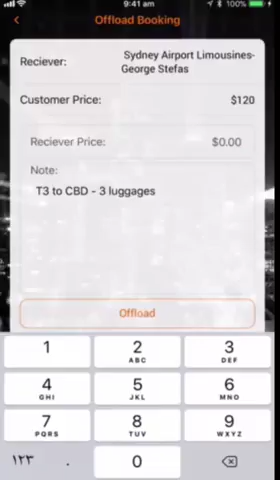 9:41 am
100%
Offload Booking
Reciever:
Sydney Airport Limousines-
George Stefas
Customer Price:
$120
Reciever Price:
$0.00
Note:
T3 to CBD - 3 luggages
Offload
1
2
ABC
3
DEF
4
GHI
5
JKL
6
MNO
7
PQRS
8
TUV
9
WXYZ
١٢٣
.
0